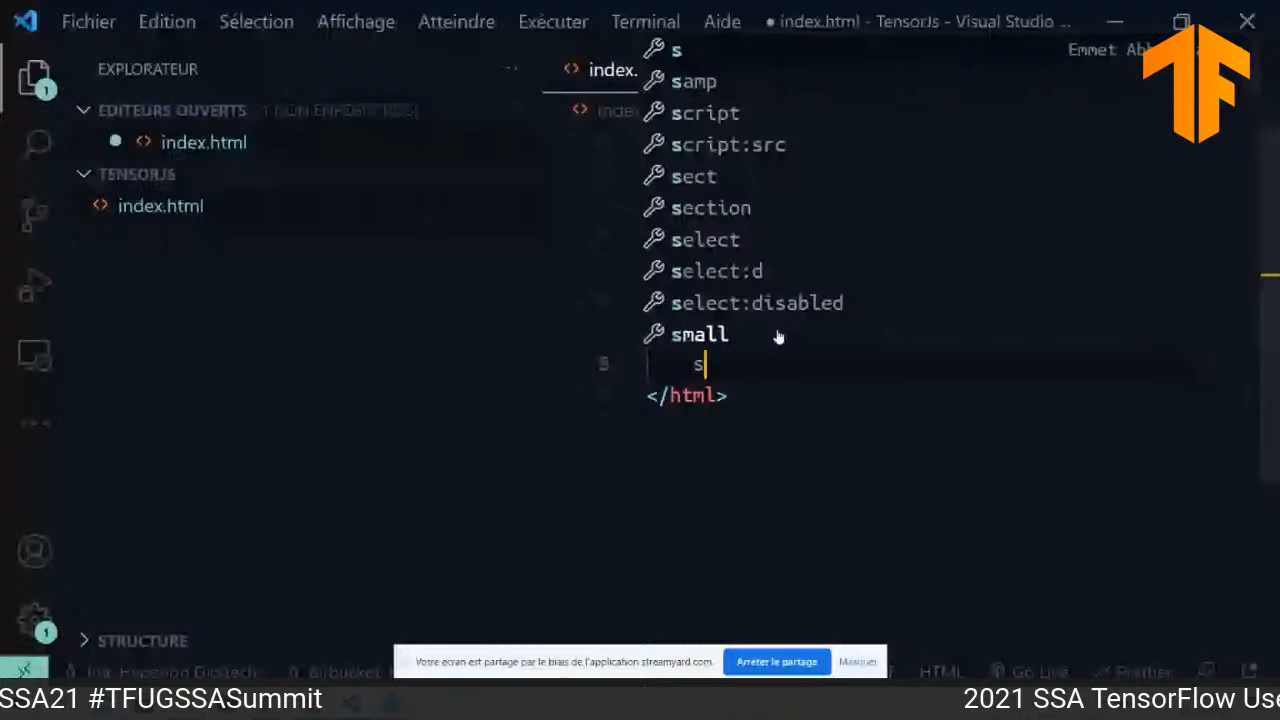 Fichier Edition Sélection Affichage Atteindre Exécuter Terminal Aide ● index.html - TensorJs - Visual Studio ...
EXPLORATEUR
index.
Emmet
EDITEURS OUVERTS
1
index.html
TENSORJS
index.html
s
samp
script
script:src
sect
section
select
select:d
select:disabled
small
s
</html>
1
STRUCTURE
Votre écran est partagé par le biais de l'application streamyard.com.
Arrêter le partage
Masquer
HTML
Go Live
Prettier
SSA21 #TFUGSSASummit
2021 SSA TensorFlow Use